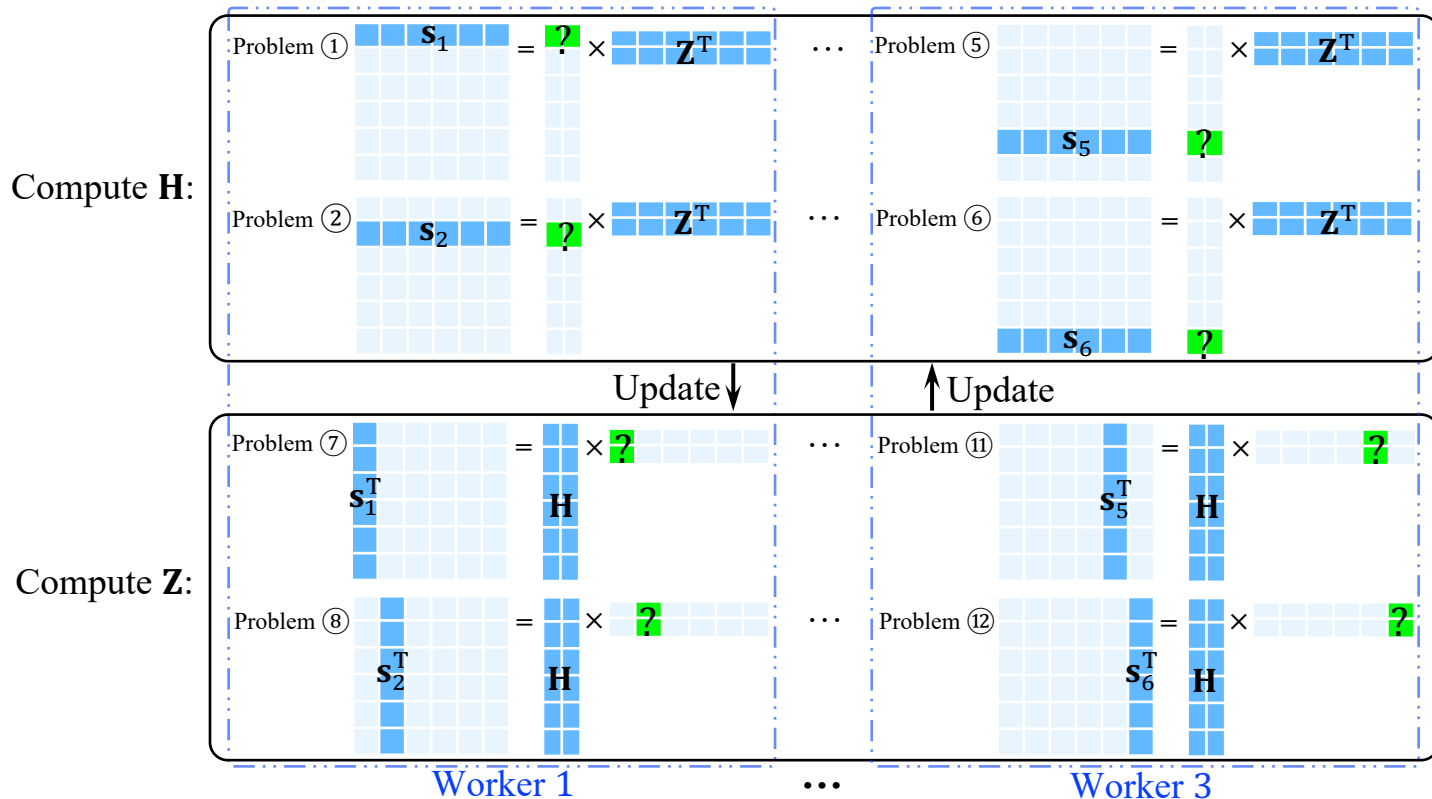 Compute H:
Problem ① s₁ = ? × Zᵀ ··· Problem ⑤ s₅ = ? × Zᵀ
Problem ② s₂ = ? × Zᵀ ··· Problem ⑥ s₆ = ? × Zᵀ
Update Update
Compute Z:
Problem ⑦ s₁ᵀ = H × ? ··· Problem ⑪ s₅ᵀ = H × ?
Problem ⑧ s₂ᵀ = H × ? ··· Problem ⑫ s₆ᵀ = H × ?
Worker 1 ··· Worker 3